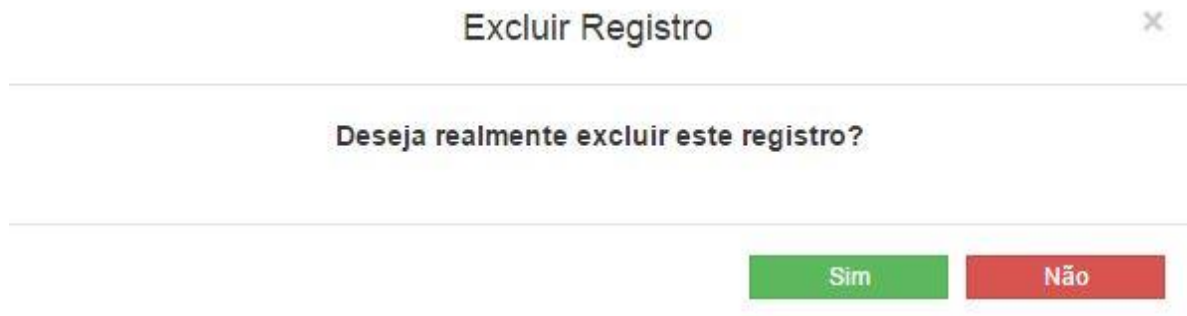 Excluir Registro
×
Deseja realmente excluir este registro?
Sim
Não